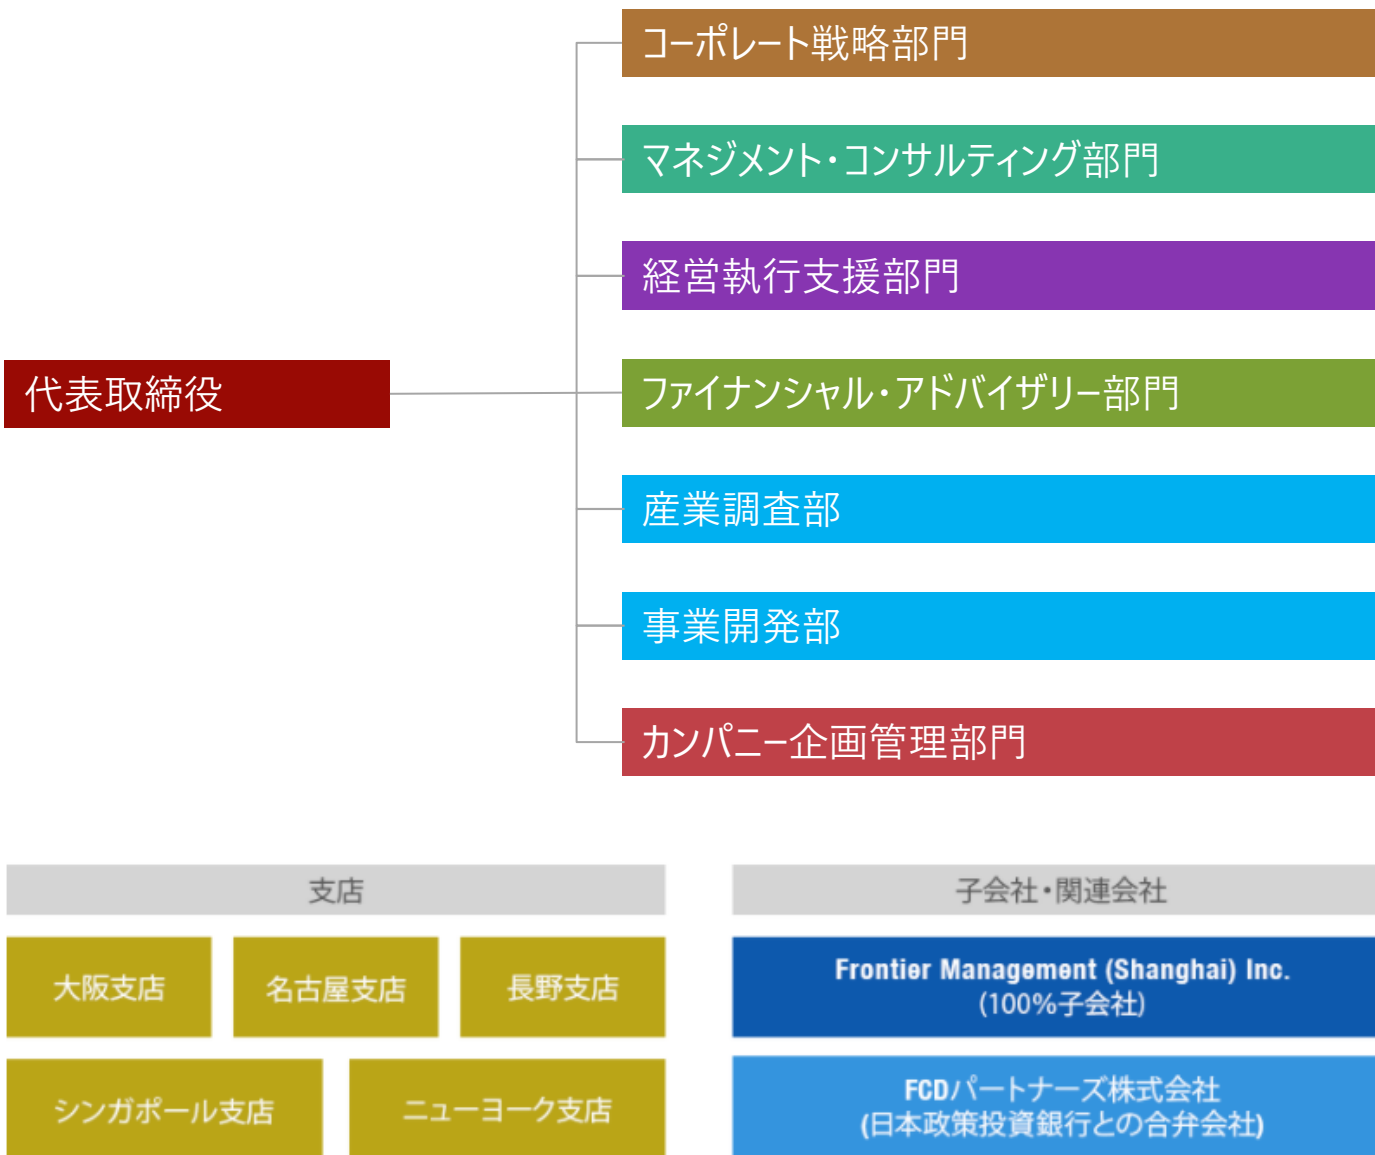 コーポレート戦略部門
マネジメント・コンサルティング部門
経営執行支援部門
代表取締役
ファイナンシャル・アドバイザリー部門
産業調査部
事業開発部
カンパニー企画管理部門
支店
大阪支店
名古屋支店
長野支店
シンガポール支店
ニューヨーク支店
子会社・関連会社
Frontier Management (Shanghai) Inc.
(100%子会社)
FCDパートナーズ株式会社
(日本政策投資銀行との合弁会社)